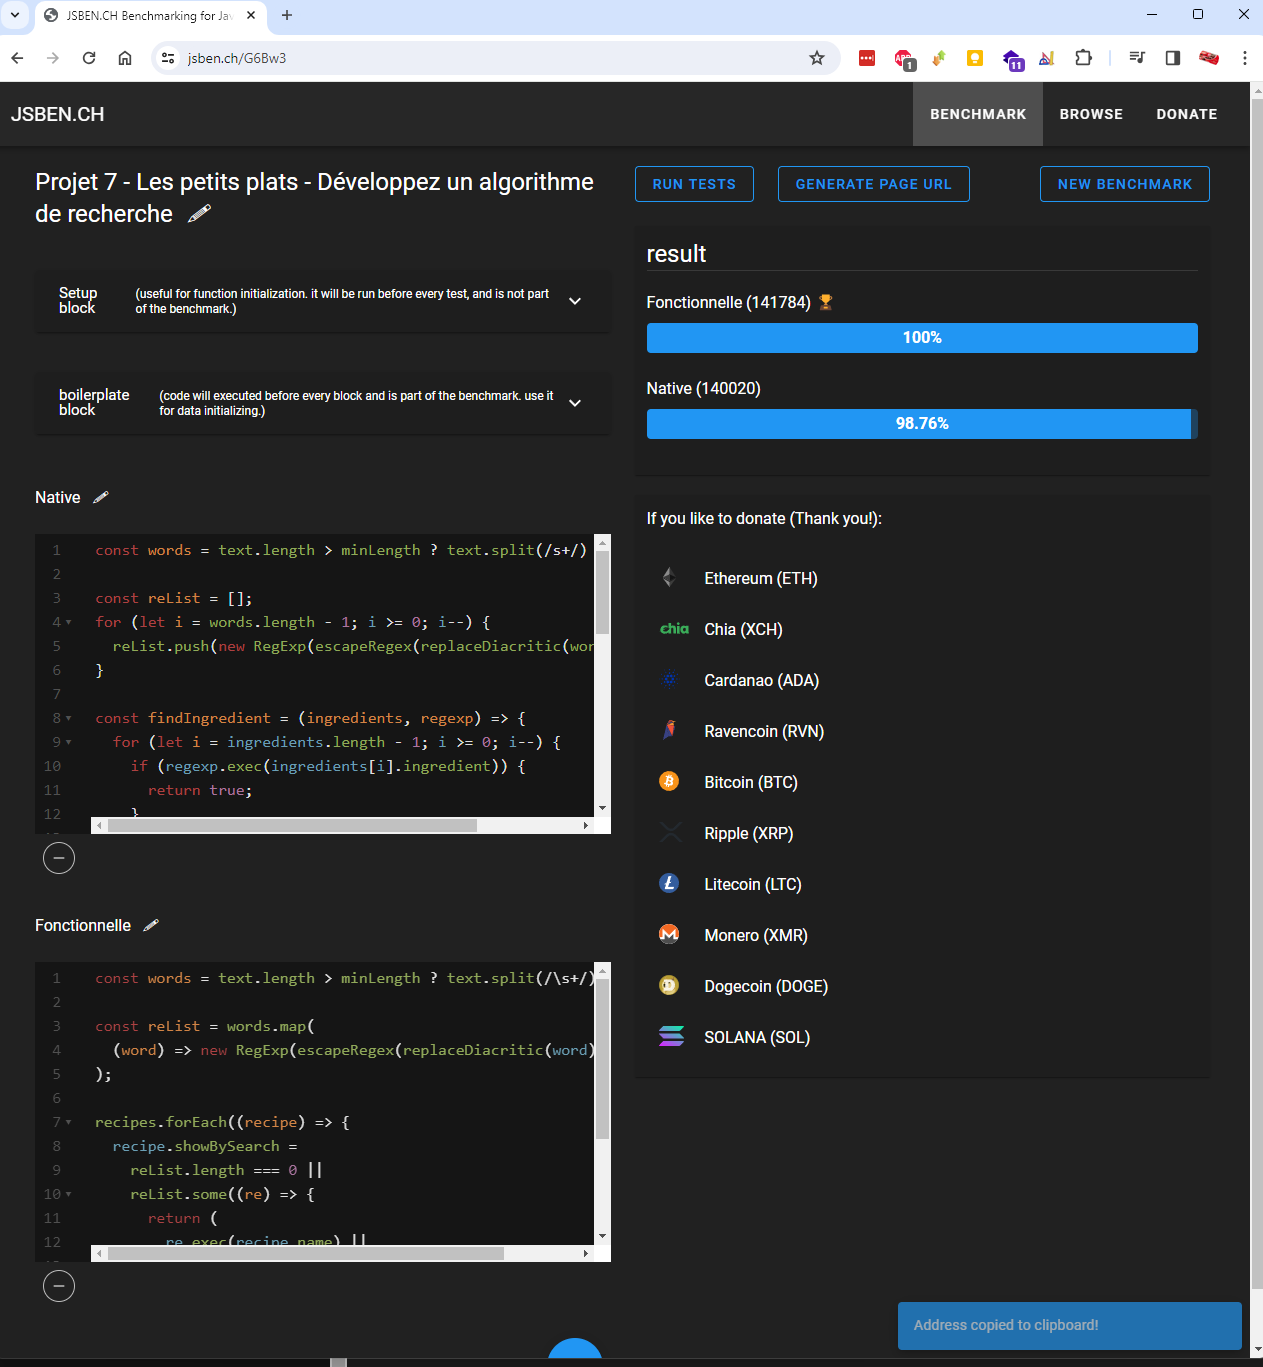 JSBEN.CH Benchmarking for Jav
jsben.ch/G6Bw3
1
11
JSBEN.CH
BENCHMARK
BROWSE
DONATE
Projet 7 - Les petits plats - Développez un algorithme
de recherche
RUN TESTS
GENERATE PAGE URL
NEW BENCHMARK
Setup
block
(useful for function initialization. it will be run before every test, and is not part
of the benchmark.)
boilerplate
block
(code will executed before every block and is part of the benchmark. use it
for data initializing.)
result
Fonctionnelle (141784)
100%
Native (140020)
98.76%
Native
1 const words = text.length > minLength ? text.split(/s+/)
2
3 const reList = [];
4 for (let i = words.length - 1; i >= 0; i--) {
5 reList.push(new RegExp(escapeRegex(replaceDiacritic(wor
6 }
7
8 const findIngredient = (ingredients, regexp) => {
9 for (let i = ingredients.length - 1; i >= 0; i--) {
10 if (regexp.exec(ingredients[i].ingredient)) {
11 return true;
12 }
Fonctionnelle
1 const words = text.length > minLength ? text.split(/\s+/)
2
3 const reList = words.map(
4 (word) => new RegExp(escapeRegex(replaceDiacritic(word)
5 );
6
7 recipes.forEach((recipe) => {
8 recipe.showBySearch =
9 reList.length === 0 ||
10 reList.some((re) => {
11 return (
12 re.exec(recipe.name) ||
If you like to donate (Thank you!):
Ethereum (ETH)
chia Chia (XCH)
Cardanao (ADA)
Ravencoin (RVN)
Bitcoin (BTC)
Ripple (XRP)
Litecoin (LTC)
Monero (XMR)
Dogecoin (DOGE)
SOLANA (SOL)
Address copied to clipboard!